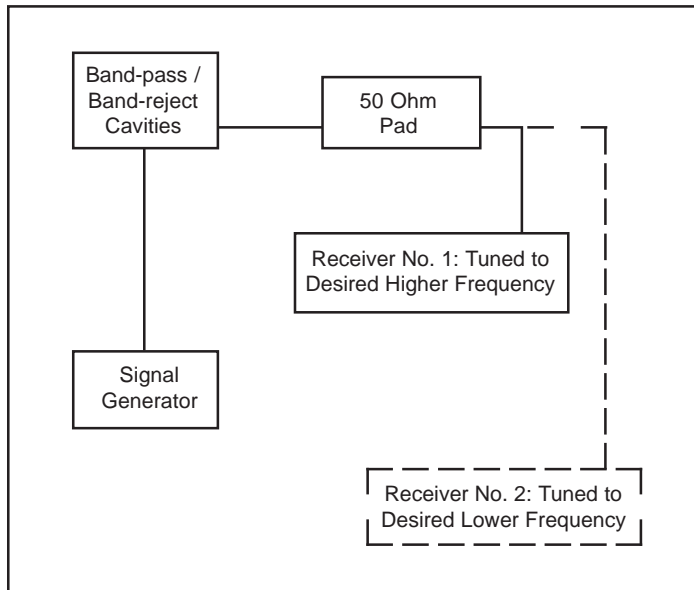 Band-pass /
Band-reject
Cavities
50 Ohm
Pad
Receiver No. 1: Tuned to
Desired Higher Frequency
Signal
Generator
Receiver No. 2: Tuned to
Desired Lower Frequency